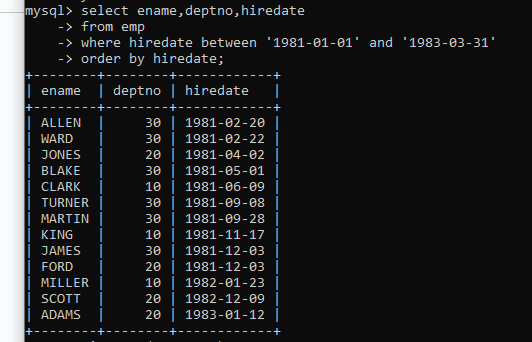 mysql> select ename,deptno,hiredate
    -> from emp
    -> where hiredate between '1981-01-01' and '1983-03-31'
    -> order by hiredate;
+--------+--------+------------+
| ename  | deptno | hiredate   |
+--------+--------+------------+
| ALLEN  |     30 | 1981-02-20 |
| WARD   |     30 | 1981-02-22 |
| JONES  |     20 | 1981-04-02 |
| BLAKE  |     30 | 1981-05-01 |
| CLARK  |     10 | 1981-06-09 |
| TURNER |     30 | 1981-09-08 |
| MARTIN |     30 | 1981-09-28 |
| KING   |     10 | 1981-11-17 |
| JAMES  |     30 | 1981-12-03 |
| FORD   |     20 | 1981-12-03 |
| MILLER |     10 | 1982-01-23 |
| SCOTT  |     20 | 1982-12-09 |
| ADAMS  |     20 | 1983-01-12 |
+--------+--------+------------+